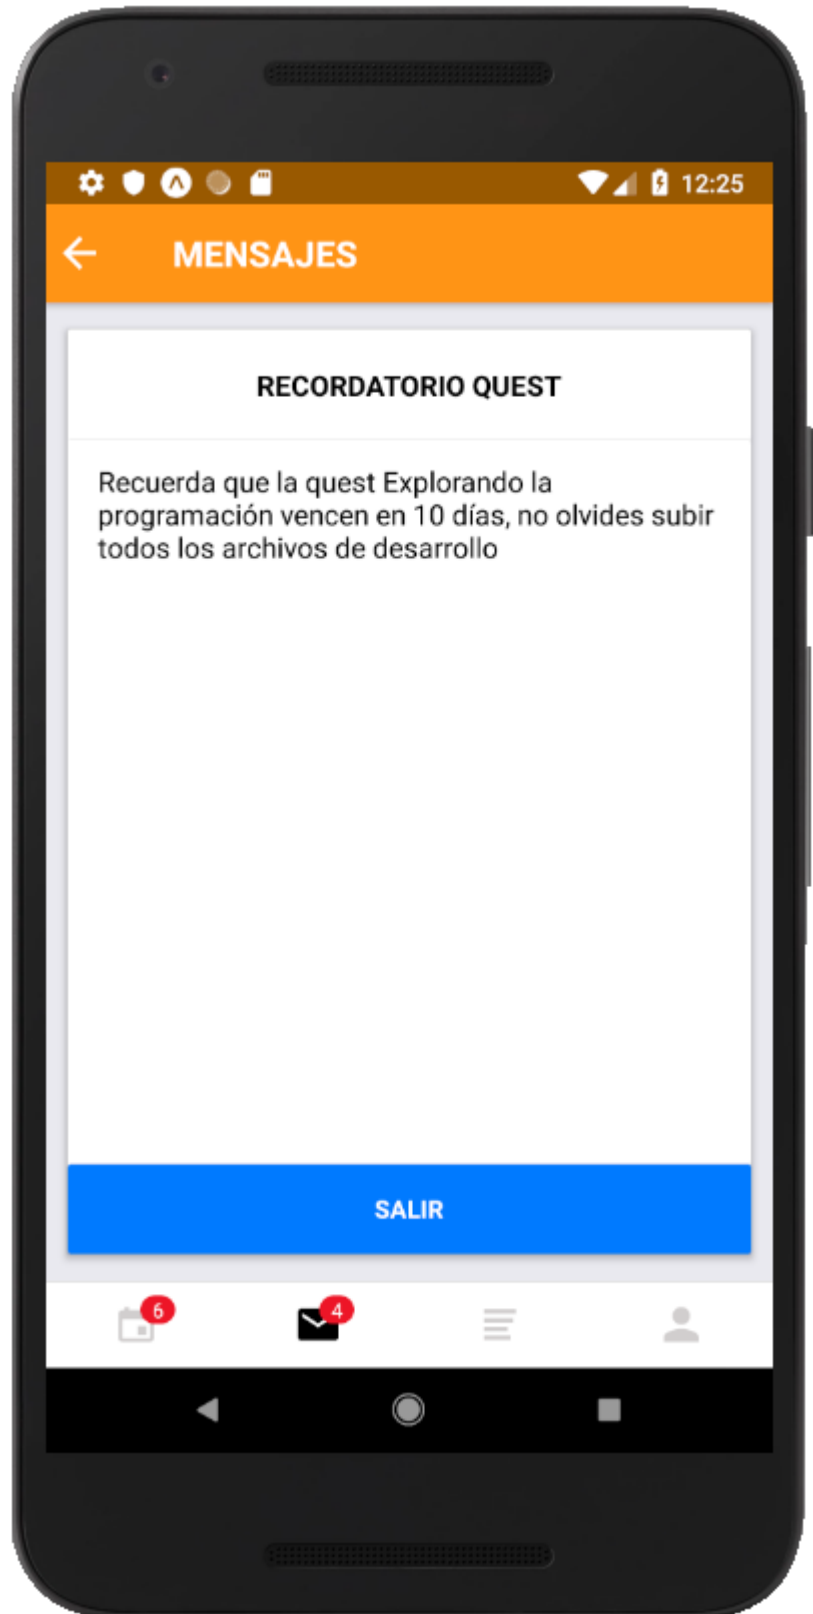 12:25
MENSAJES
RECORDATORIO QUEST
Recuerda que la quest Explorando la
programación vencen en 10 días, no olvides subir
todos los archivos de desarrollo
SALIR
6
4